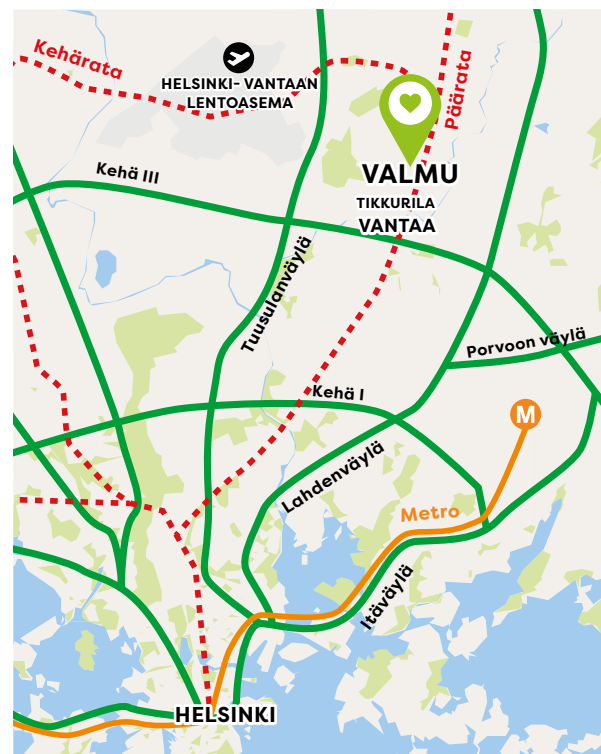 Kehärata
HELSINKI- VANTAAN
LENTOASEMA
Päärata
VALMU
TIKKURILA
VANTAA
Kehä III
Tuusulanväylä
Porvoon väylä
Kehä I
M
Lahdenväylä
Metro
Itäväylä
HELSINKI